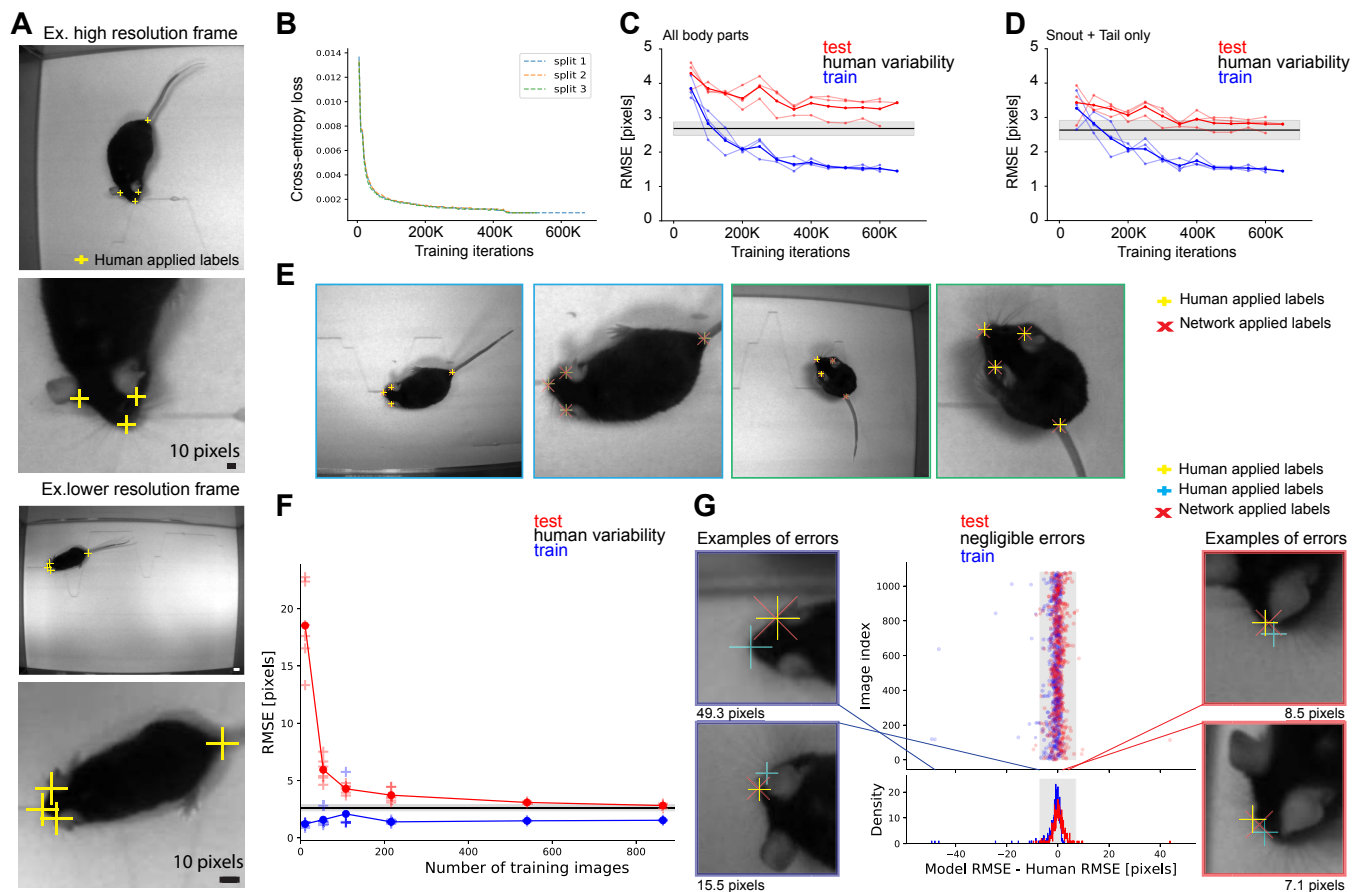 A
Ex. high resolution frame
Human applied labels
10 pixels
Ex.lower resolution frame
10 pixels
B
0.014
0.012
0.010
0.008
0.006
0.004
0.002
Cross-entropy loss
split 1
split 2
split 3
0 200K 400K 600K
Training iterations
C
All body parts
test
human variability
train
5
4
3
2
1
0
RMSE [pixels]
0 200K 400K 600K
Training iterations
D
Snout + Tail only
test
human variability
train
5
4
3
2
1
0
RMSE [pixels]
0 200K 400K 600K
Training iterations
E
Human applied labels
Network applied labels
F
test
human variability
train
20
15
10
5
0
RMSE [pixels]
0 200 400 600 800
Number of training images
G
Human applied labels
Human applied labels
Network applied labels
Examples of errors
49.3 pixels
15.5 pixels
test
negligible errors
train
1000
800
600
400
200
0
Image index
20
10
0
Density
−40 −20 0 20 40
Model RMSE - Human RMSE [pixels]
Examples of errors
8.5 pixels
7.1 pixels